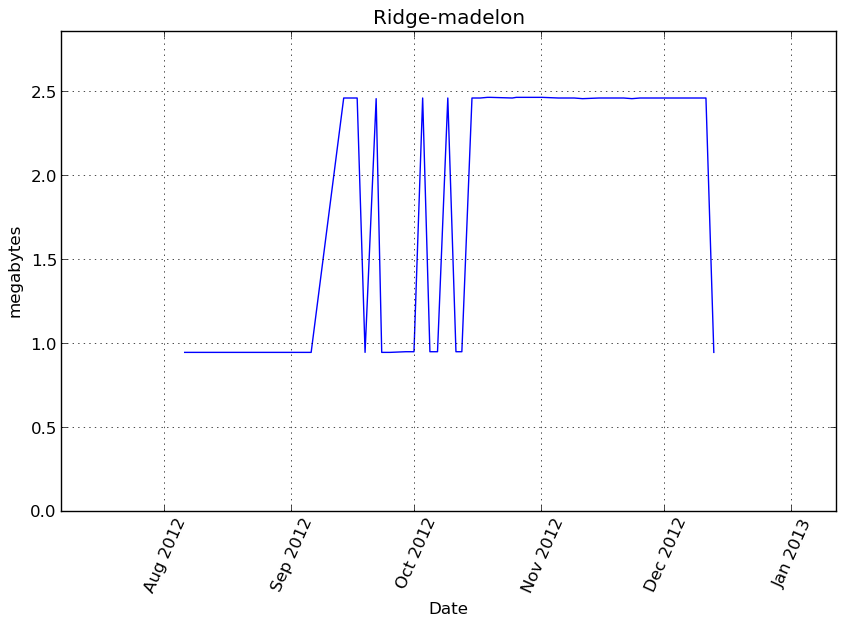 Ridge-madelon
megabytes
2.5
2.0
1.5
1.0
0.5
0.0
Aug 2012
Sep 2012
Oct 2012
Nov 2012
Dec 2012
Jan 2013
Date